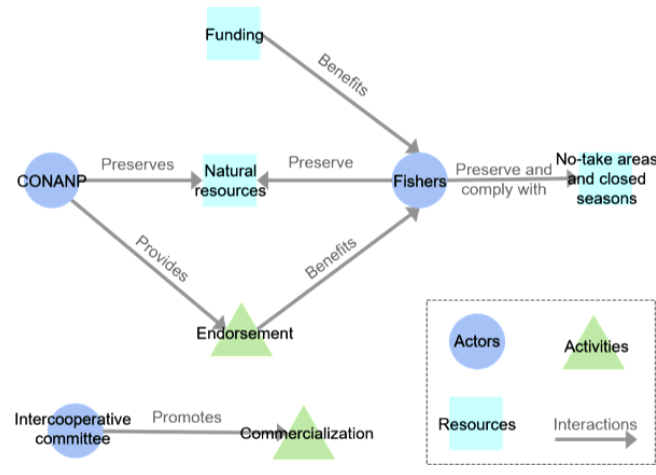 Funding
Benefits
CONANP
Preserves
Natural
resources
Preserve
Fishers
Preserve and
comply with
No-take areas
and closed
seasons
Provides
Benefits
Endorsement
Intercooperative
committee
Promotes
Commercialization
Actors
Activities
Resources
Interactions